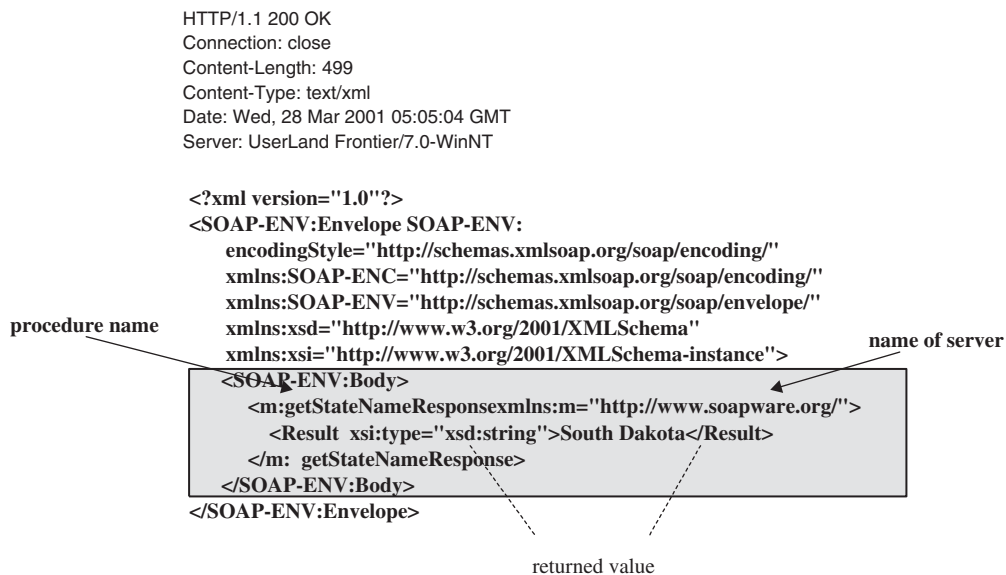 HTTP/1.1 200 OK
Connection: close
Content-Length: 499
Content-Type: text/xml
Date: Wed, 28 Mar 2001 05:05:04 GMT
Server: UserLand Frontier/7.0-WinNT
<?xml version="1.0"?>
<SOAP-ENV:Envelope SOAP-ENV:
encodingStyle="http://schemas.xmlsoap.org/soap/encoding/"
xmlns:SOAP-ENC="http://schemas.xmlsoap.org/soap/encoding/"
xmlns:SOAP-ENV="http://schemas.xmlsoap.org/soap/envelope/"
xmlns:xsd="http://www.w3.org/2001/XMLSchema"
procedure name
xmlns:xsi="http://www.w3.org/2001/XMLSchema-instance">
name of server
<SOAP-ENV:Body>
<m:getStateNameResponsexmlns:m="http://www.soapware.org/">
<Result xsi:type="xsd:string">South Dakota</Result>
</m: getStateNameResponse>
</SOAP-ENV:Body>
</SOAP-ENV:Envelope>
returned value